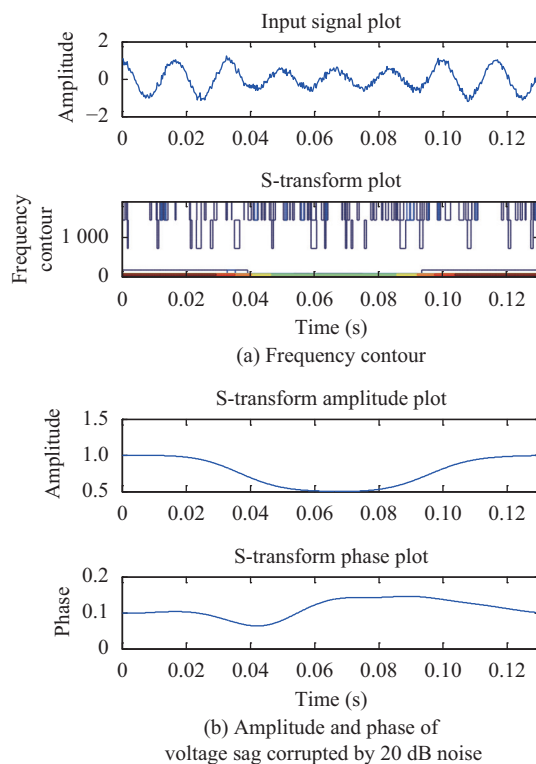 Input signal plot
Amplitude
2
0
−2
0 0.02 0.04 0.06 0.08 0.10 0.12
S-transform plot
Frequency
contour
1 000
0
0 0.02 0.04 0.06 0.08 0.10 0.12
Time (s)
(a) Frequency contour
S-transform amplitude plot
Amplitude
1.5
1.0
0.5
0 0.02 0.04 0.06 0.08 0.10 0.12
S-transform phase plot
Phase
0.2
0.1
0
0 0.02 0.04 0.06 0.08 0.10 0.12
Time (s)
(b) Amplitude and phase of
voltage sag corrupted by 20 dB noise